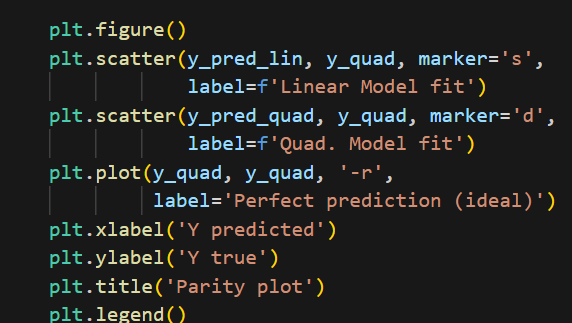 plt.figure()
plt.scatter(y_pred_lin, y_quad, marker='s',
label=f'Linear Model fit')
plt.scatter(y_pred_quad, y_quad, marker='d',
label=f'Quad. Model fit')
plt.plot(y_quad, y_quad, '-r',
label='Perfect prediction (ideal)')
plt.xlabel('Y predicted')
plt.ylabel('Y true')
plt.title('Parity plot')
plt.legend()